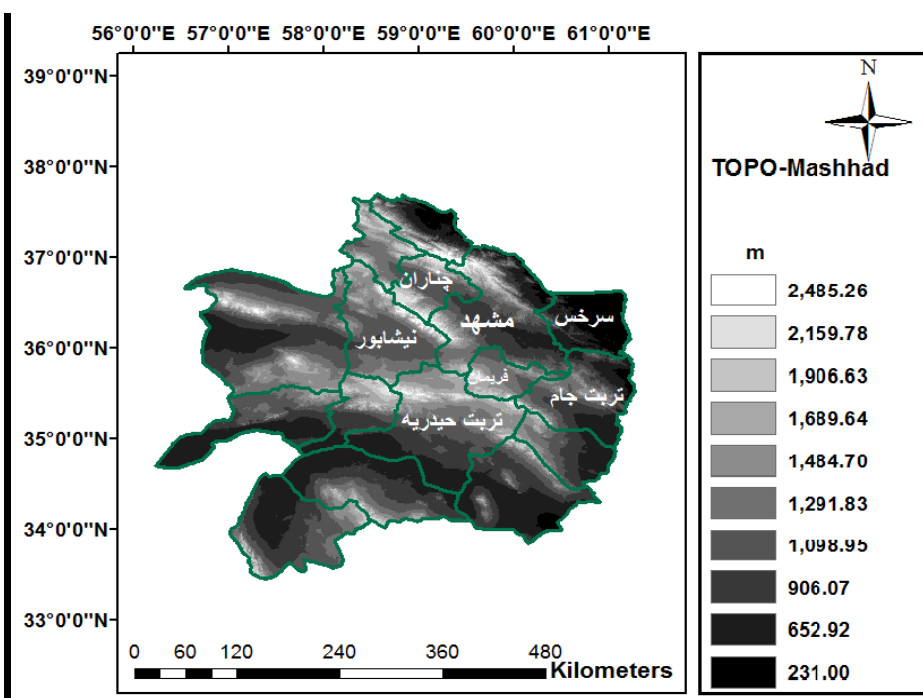 56°0'0"E 57°0'0"E 58°0'0"E 59°0'0"E 60°0'0"E 61°0'0"E
39°0'0"N
38°0'0"N
37°0'0"N
36°0'0"N
35°0'0"N
34°0'0"N
33°0'0"N
چناران
سرخس
مشهد
نیشابور
فریمان
تربت جام
تربت حیدریه
0 60 120 240 360 480
Kilometers
N
TOPO-Mashhad
m
2,485.26
2,159.78
1,906.63
1,689.64
1,484.70
1,291.83
1,098.95
906.07
652.92
231.00